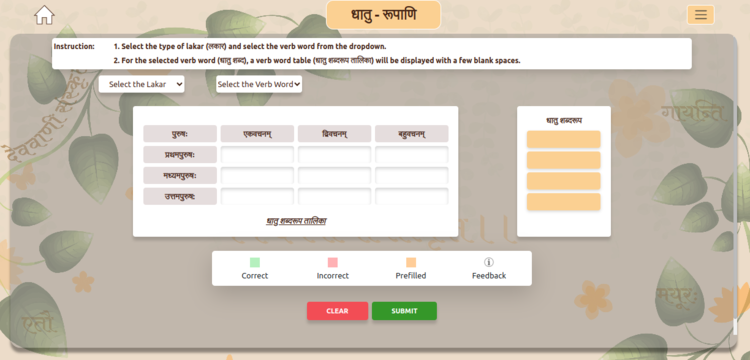 धातु - रूपाणि
Instruction:
1. Select the type of lakar (लकार) and select the verb word from the dropdown.
2. For the selected verb word (धातु शब्द), a verb word table (धातु शब्दरूप तालिका) will be displayed with a few blank spaces.
Select the Lakar
Select the Verb Word
पुरुषः एकवचनम् द्विवचनम् बहुवचनम्
प्रथमपुरुषः
मध्यमपुरुषः
उत्तमपुरुषः
धातु शब्दरूप तालिका
धातु शब्दरूप
Correct Incorrect Prefilled Feedback
CLEAR SUBMIT
गायन्ति
मयूरः
एतौ